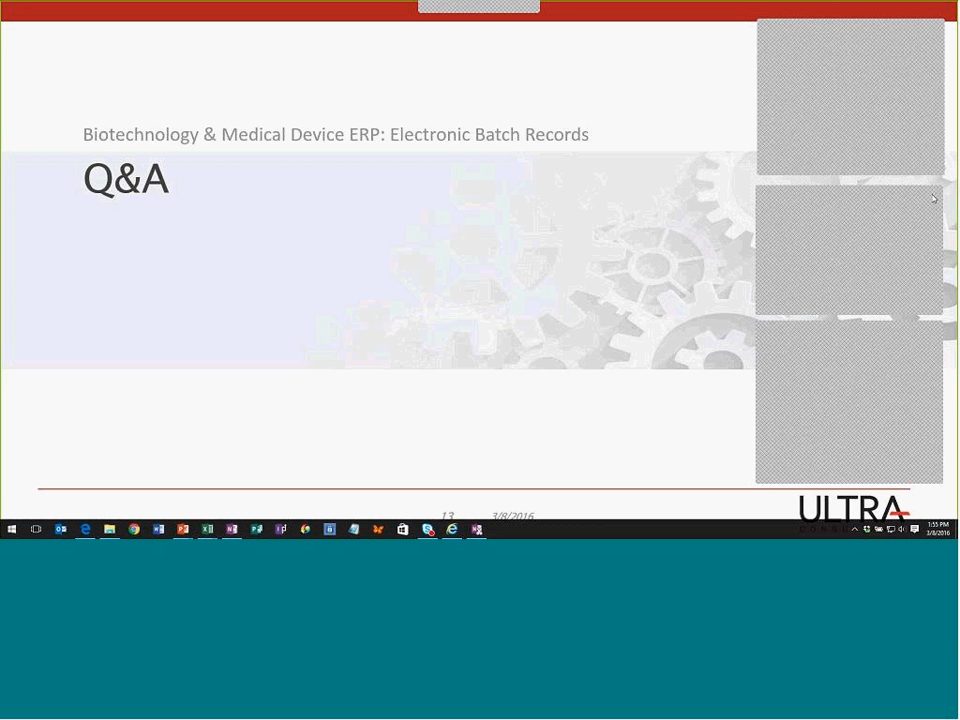 Biotechnology & Medical Device ERP: Electronic Batch Records
Q&A
13 3/8/2016
ULTRA
1:55 PM
3/8/2016